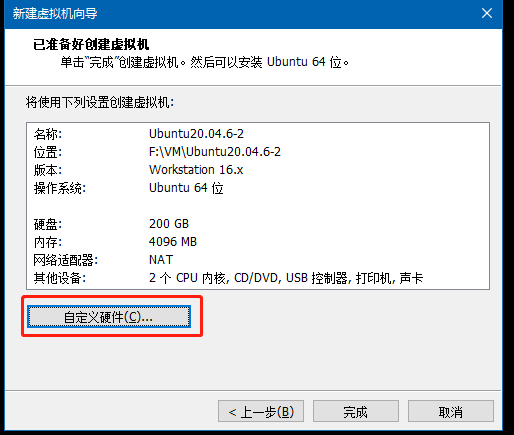 新建虚拟机向导
已准备好创建虚拟机
单击“完成”创建虚拟机。然后可以安装 Ubuntu 64 位。
将使用下列设置创建虚拟机:
名称: Ubuntu20.04.6-2
位置: F:\VM\Ubuntu20.04.6-2
版本: Workstation 16.x
操作系统: Ubuntu 64 位
硬盘: 200 GB
内存: 4096 MB
网络适配器: NAT
其他设备: 2 个 CPU 内核, CD/DVD, USB 控制器, 打印机, 声卡
自定义硬件(C)...
< 上一步(B) 完成 取消